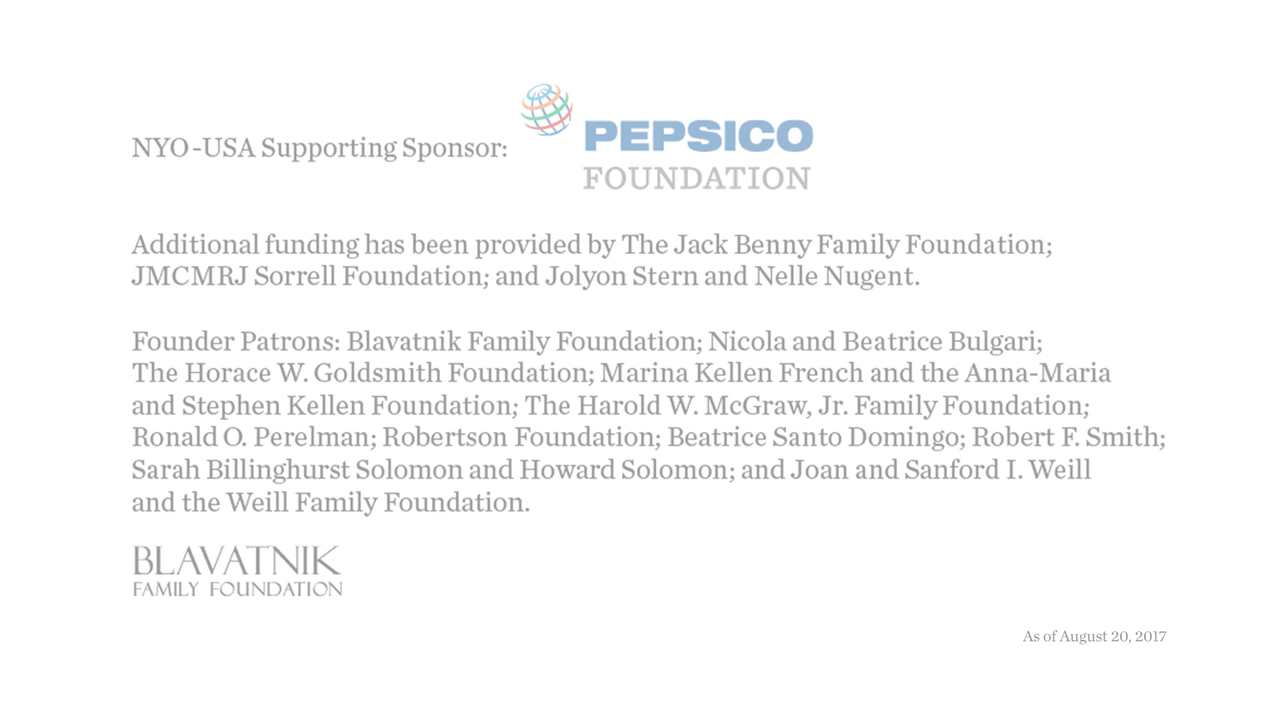 NYO-USA Supporting Sponsor:
PEPSICO
FOUNDATION
Additional funding has been provided by The Jack Benny Family Foundation;
JMCMRJ Sorrell Foundation; and Jolyon Stern and Nelle Nugent.
Founder Patrons: Blavatnik Family Foundation; Nicola and Beatrice Bulgari;
The Horace W. Goldsmith Foundation; Marina Kellen French and the Anna-Maria
and Stephen Kellen Foundation; The Harold W. McGraw, Jr. Family Foundation;
Ronald O. Perelman; Robertson Foundation; Beatrice Santo Domingo; Robert F. Smith;
Sarah Billinghurst Solomon and Howard Solomon; and Joan and Sanford I. Weill
and the Weill Family Foundation.
BLAVATNIK
FAMILY FOUNDATION
As of August 20, 2017